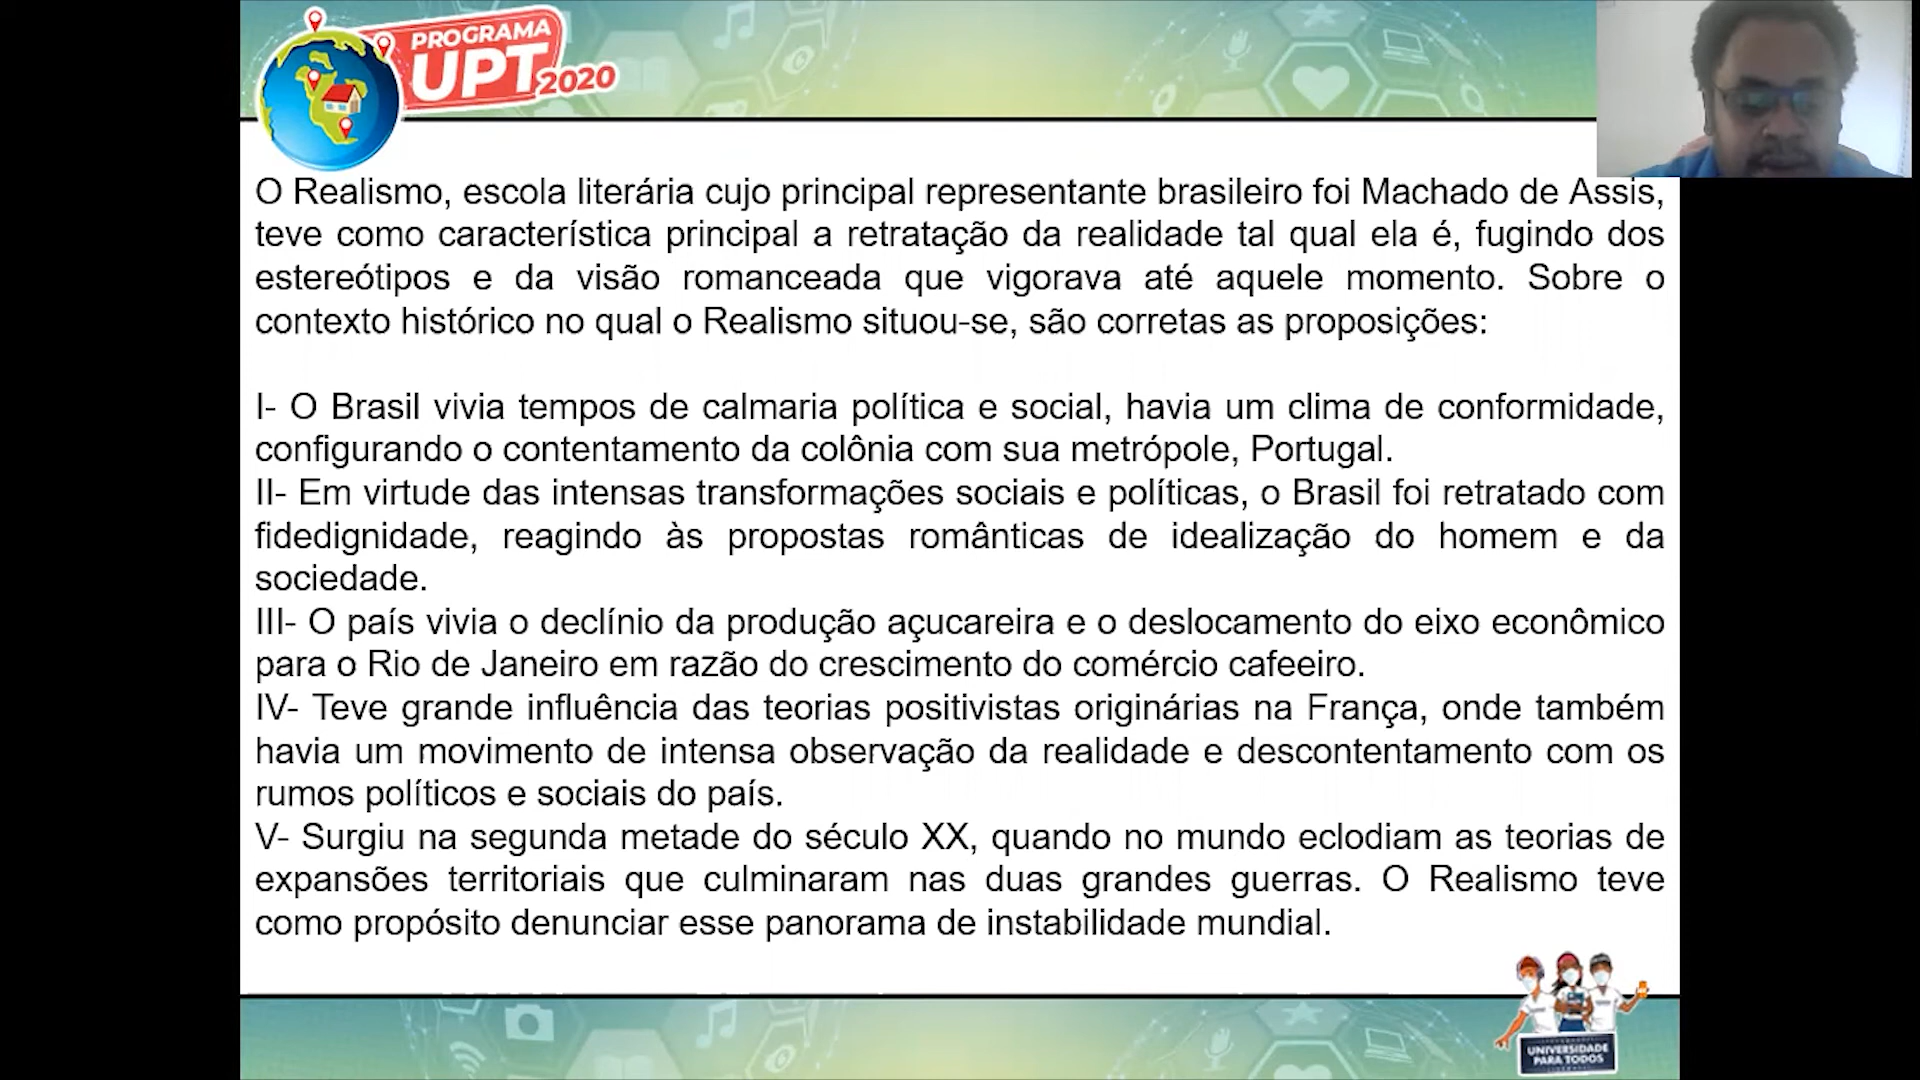 PROGRAMA
UPT 2020
O Realismo, escola literária cujo principal representante brasileiro foi Machado de Assis,
teve como característica principal a retratação da realidade tal qual ela é, fugindo dos
estereótipos e da visão romanceada que vigorava até aquele momento. Sobre o
contexto histórico no qual o Realismo situou-se, são corretas as proposições:
I- O Brasil vivia tempos de calmaria política e social, havia um clima de conformidade,
configurando o contentamento da colônia com sua metrópole, Portugal.
II- Em virtude das intensas transformações sociais e políticas, o Brasil foi retratado com
fidedignidade, reagindo às propostas românticas de idealização do homem e da
sociedade.
III- O país vivia o declínio da produção açucareira e o deslocamento do eixo econômico
para o Rio de Janeiro em razão do crescimento do comércio cafeeiro.
IV- Teve grande influência das teorias positivistas originárias na França, onde também
havia um movimento de intensa observação da realidade e descontentamento com os
rumos políticos e sociais do país.
V- Surgiu na segunda metade do século XX, quando no mundo eclodiam as teorias de
expansões territoriais que culminaram nas duas grandes guerras. O Realismo teve
como propósito denunciar esse panorama de instabilidade mundial.
UNIVERSIDADE
PARA TODOS